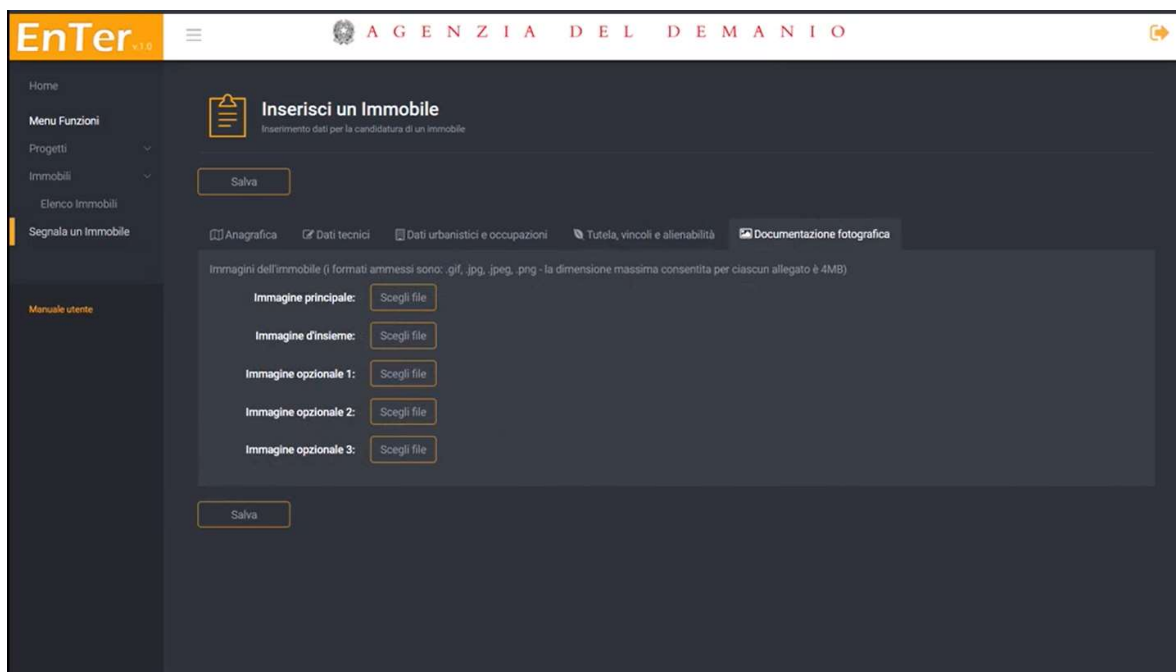 EnTer v.1.0
AGENZIA DEL DEMANIO
Home
Menu Funzioni
Progetti
Immobili
Elenco Immobili
Segnala un Immobile
Manuale utente
Inserisci un Immobile
Inserimento dati per la candidatura di un immobile
Salva
Anagrafica Dati tecnici Dati urbanistici e occupazioni Tutela, vincoli e alienabilità Documentazione fotografica
Immagini dell'immobile (i formati ammessi sono: .gif, .jpg, .jpeg, .png - la dimensione massima consentita per ciascun allegato è 4MB)
Immagine principale: Scegli file
Immagine d'insieme: Scegli file
Immagine opzionale 1: Scegli file
Immagine opzionale 2: Scegli file
Immagine opzionale 3: Scegli file
Salva